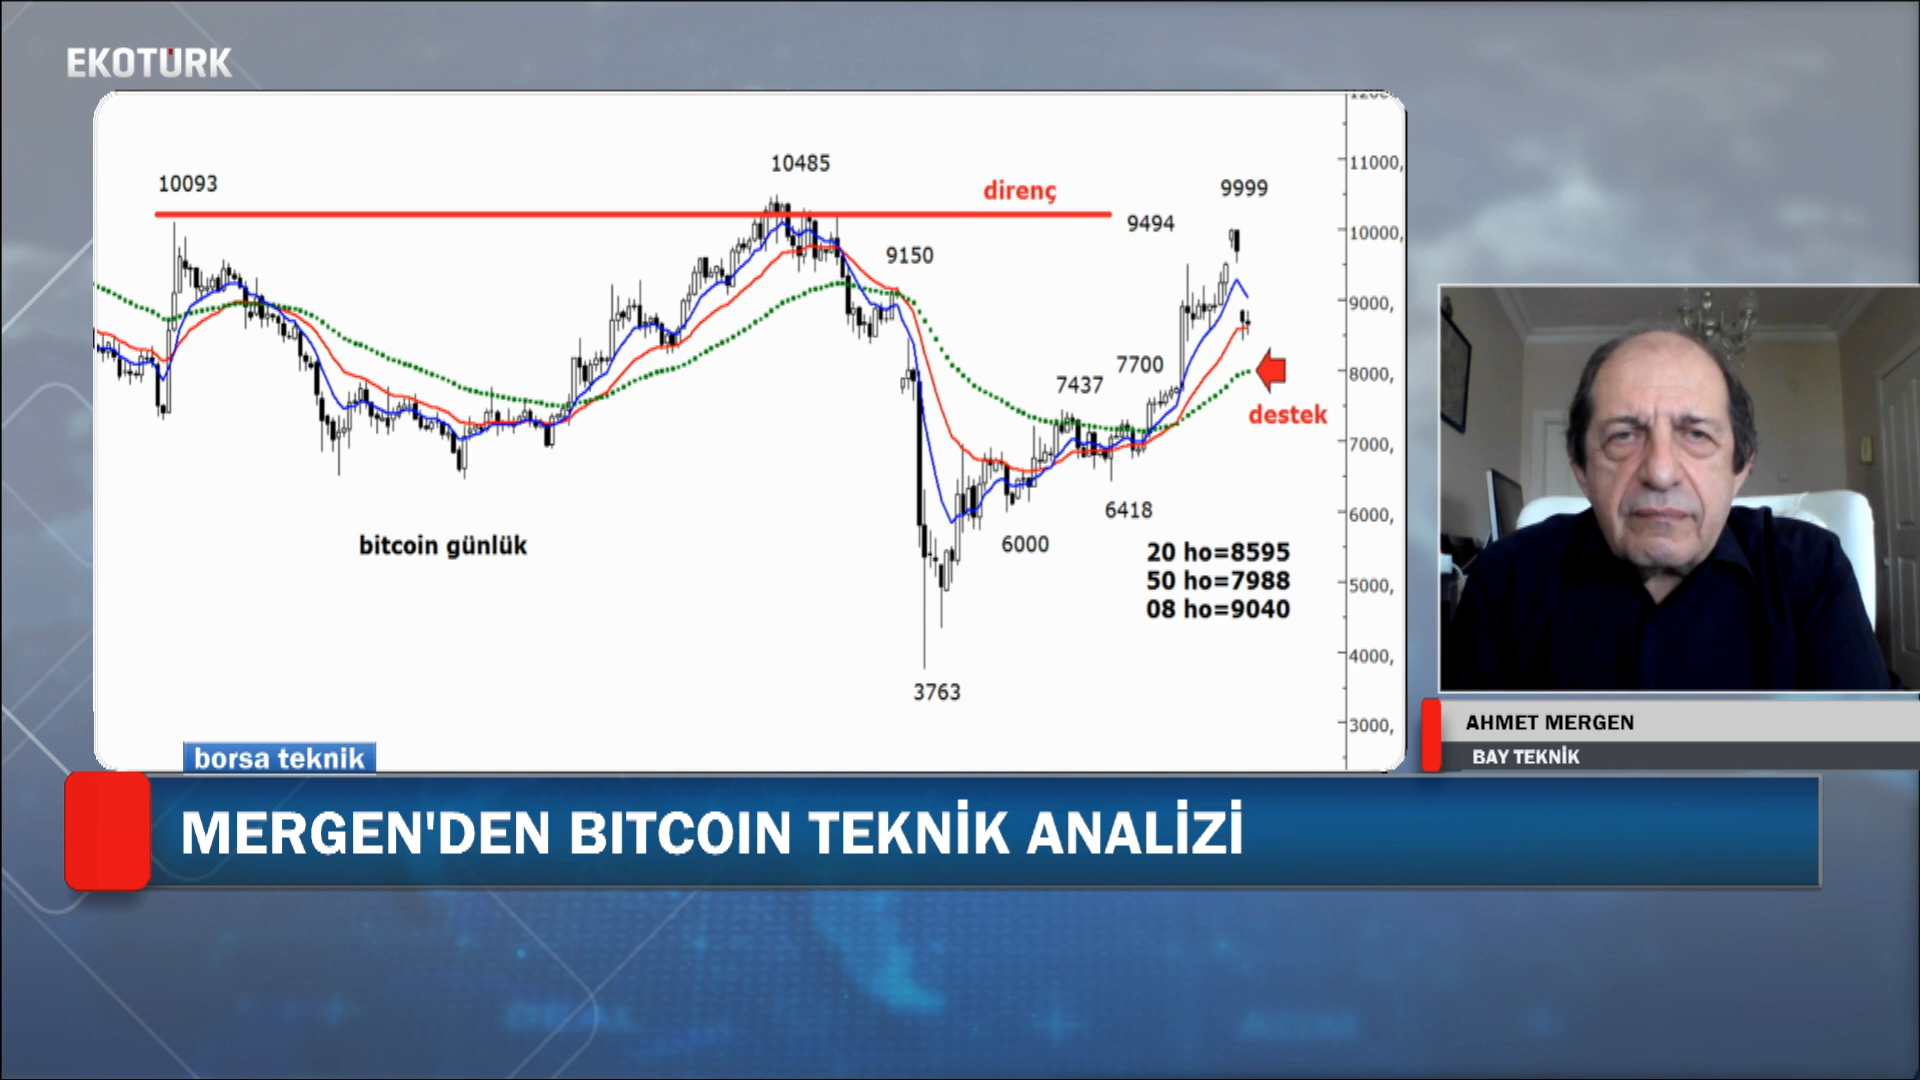 EKOTÜRK
12000,
11000,
10000,
9000,
8000,
7000,
6000,
5000,
4000,
3000,
10093
10485
direnç
9999
9494
9150
7700
7437
destek
6418
6000
3763
bitcoin günlük
20 ho=8595
50 ho=7988
08 ho=9040
AHMET MERGEN
BAY TEKNİK
borsa teknik
MERGEN'DEN BITCOIN TEKNİK ANALİZİ